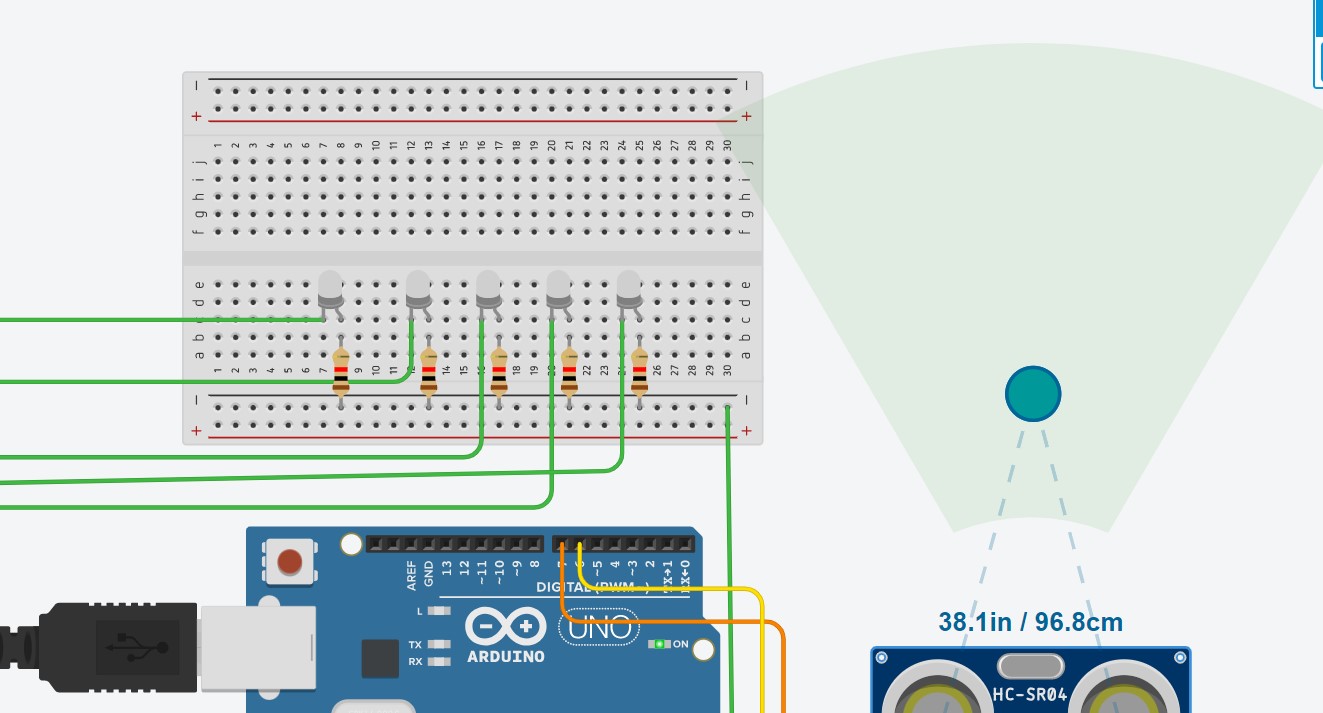 − −
+ +
1 2 3 4 5 6 7 8 9 10 11 12 13 14 15 16 17 18 19 20 21 22 23 24 25 26 27 28 29 30
j j
i i
h h
g g
f f
e e
d d
c c
b b
a a
1 2 3 4 5 6 7 8 9 10 11 12 13 14 15 16 17 18 19 20 21 22 23 24 25 26 27 28 29 30
− −
+ +
AREF GND 13 12 ~11 ~10 ~9 8 7 6 ~5 4 ~3 2 TX→1 RX←0
DIGITAL (PWM ~)
L
UNO
TX
ON
RX
ARDUINO
38.1in / 96.8cm
HC-SR04